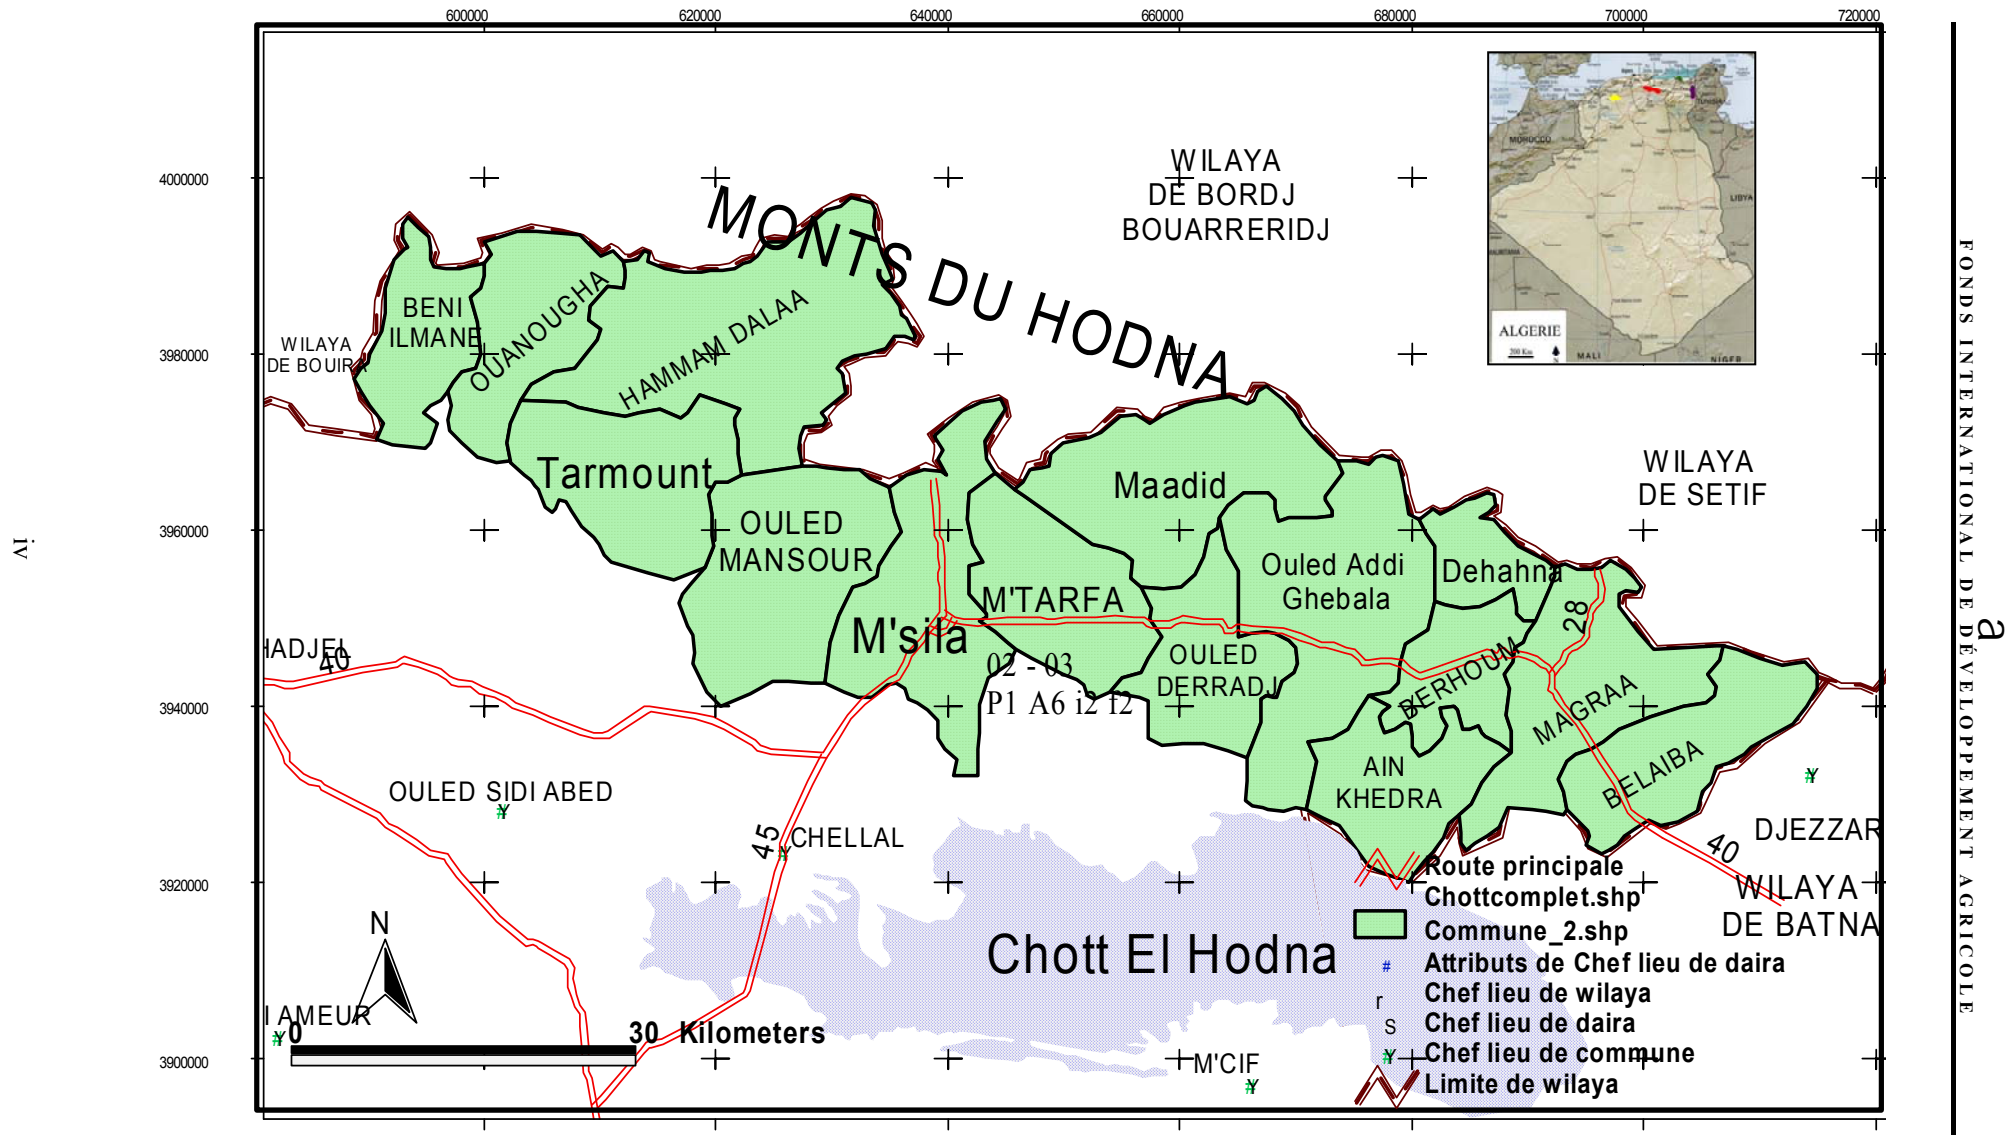 600000
620000
640000
660000
680000
700000
720000
4000000
3980000
3960000
3940000
3920000
3900000
WILAYA
DE BORDJ
BOUARRERIDJ
MONTS DU HODNA
MOROCCO
TUNISIA
LIBYA
ALGERIE
200 Km
N
MALI
NIGER
BENI
ILMANE
OUANOUGHA
HAMMAM DALAA
WILAYA
DE BOUIRA
Tarmount
OULED
MANSOUR
M'sila
M'TARFA
Maadid
Ouled Addi
Ghebala
Dehahna
WILAYA
DE SETIF
28
OULED
DERRADJ
BERHOUM
MAGRAA
BELAIBA
AIN
KHEDRA
02 - 03
P1 A6 i2 f2
HADJEL
40
OULED SIDI ABED
Y
45
CHELLAL
Y
DJEZZAR
Y
40
WILAYA
DE BATNA
Chott El Hodna
I AMEUR
Y
M'CIF
Y
N
0
30 Kilometers
Route principale
Chottcomplet.shp
Commune_2.shp
# Attributs de Chef lieu de daira
r Chef lieu de wilaya
S Chef lieu de daira
Y Chef lieu de commune
Limite de wilaya
iv
a
FONDS INTERNATIONAL DE DÉVELOPPEMENT AGRICOLE